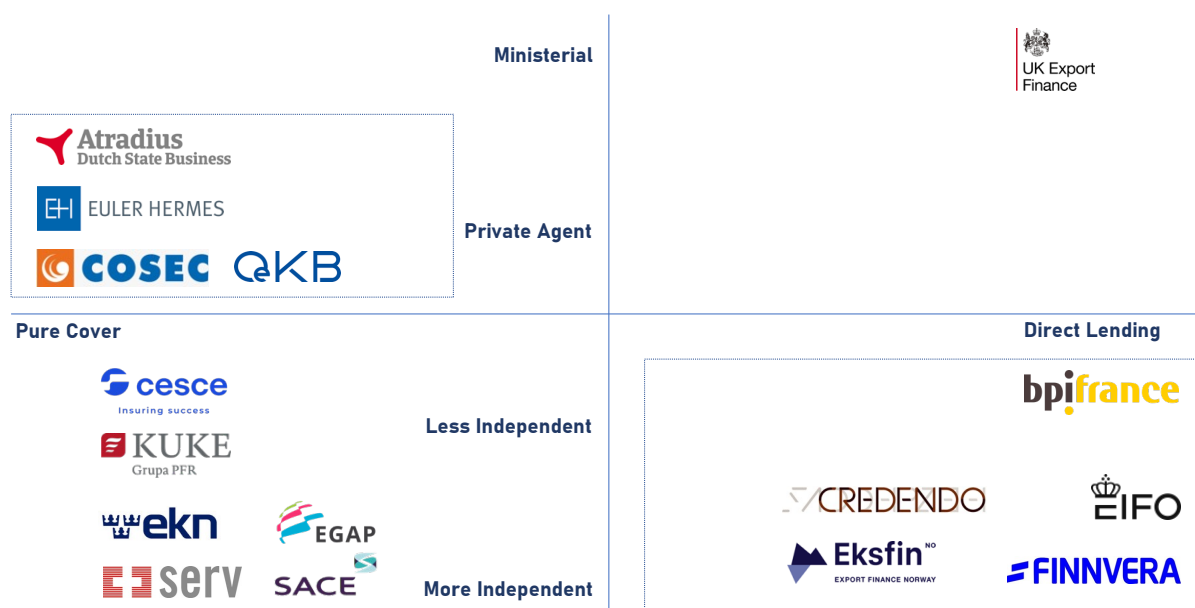 Ministerial
UK Export
Finance
Atradius
Dutch State Business
EH EULER HERMES
Private Agent
COSEC OeKB
Pure Cover
Direct Lending
cesce
Insuring success
bpifrance
Less Independent
KUKE
Grupa PFR
CREDENDO
EIFO
ekn
EGAP
Eksfin NO
EXPORT FINANCE NORWAY
FINNVERA
serv
SACE
More Independent